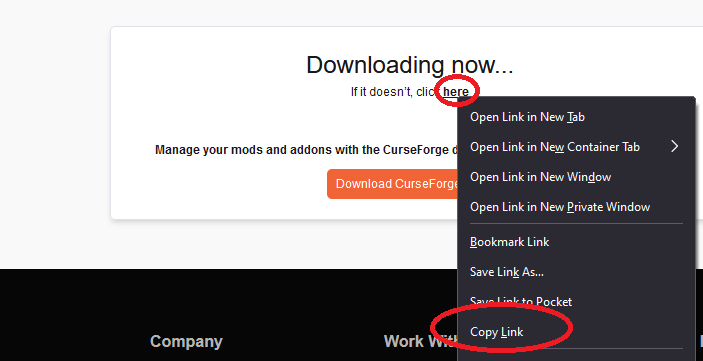 Downloading now...
If it doesn't, click here
Manage your mods and addons with the CurseForge
Download CurseForge
Open Link in New Tab
Open Link in New Container Tab
Open Link in New Window
Open Link in New Private Window
Bookmark Link
Save Link As...
Save Link to Pocket
Copy Link
Company
Work With